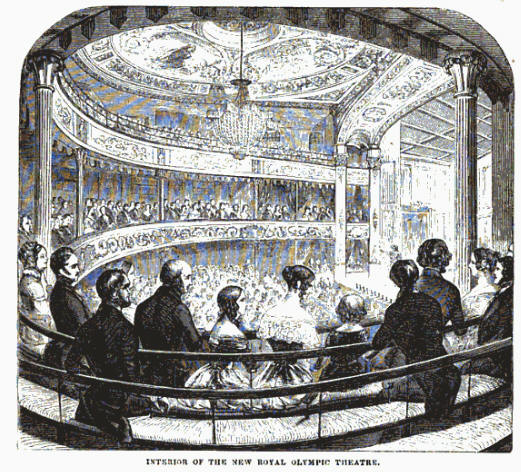 INTERIOR OF THE NEW ROYAL OLYMPIC THEATRE.